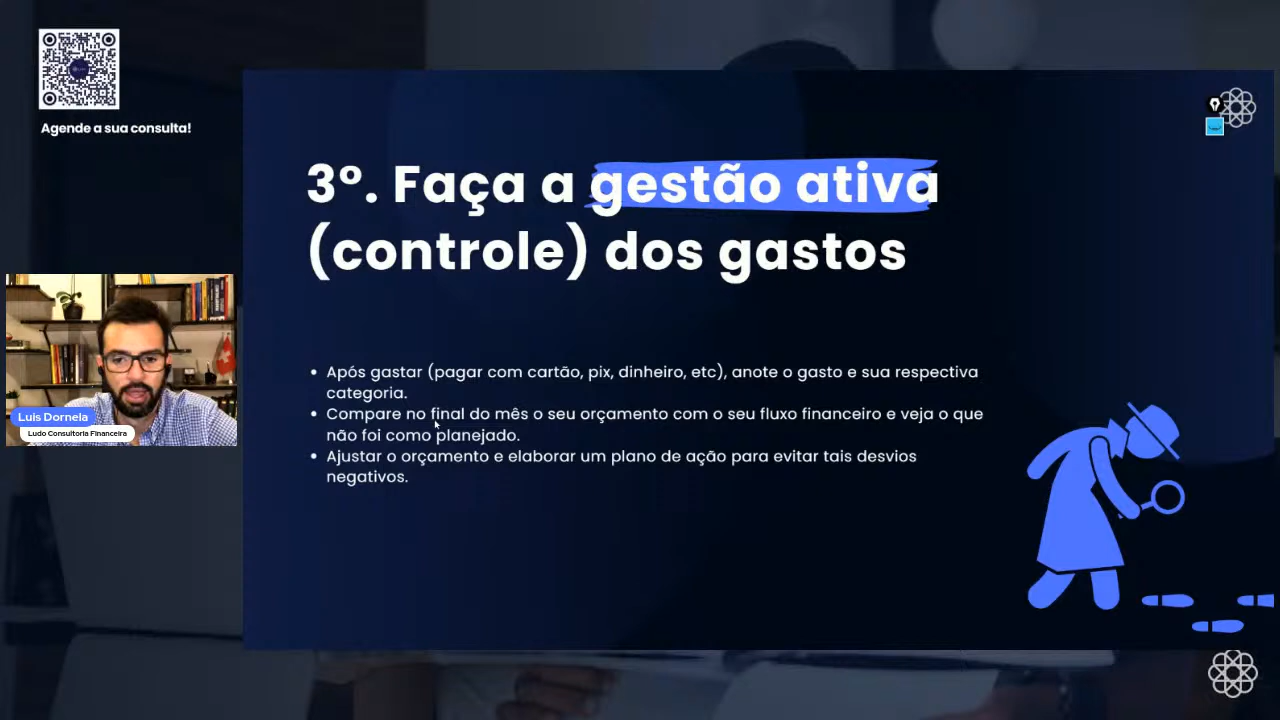 Agende a sua consulta!
3º. Faça a gestão ativa
(controle) dos gastos
• Após gastar (pagar com cartão, pix, dinheiro, etc), anote o gasto e sua respectiva
categoria.
• Compare no final do mês o seu orçamento com o seu fluxo financeiro e veja o que
não foi como planejado.
• Ajustar o orçamento e elaborar um plano de ação para evitar tais desvios
negativos.
Luis Dornela
Ludo Consultoria Financeira